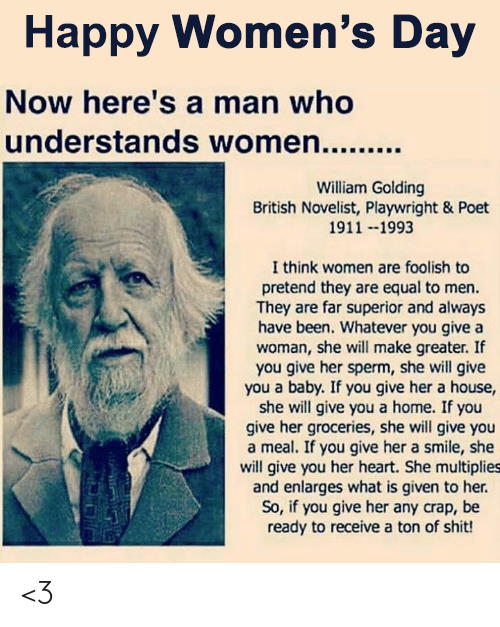 Happy Women's Day
Now here's a man who
understands women.........
William Golding
British Novelist, Playwright & Poet
1911 --1993
I think women are foolish to
pretend they are equal to men.
They are far superior and always
have been. Whatever you give a
woman, she will make greater. If
you give her sperm, she will give
you a baby. If you give her a house,
she will give you a home. If you
give her groceries, she will give you
a meal. If you give her a smile, she
will give you her heart. She multiplies
and enlarges what is given to her.
So, if you give her any crap, be
ready to receive a ton of shit!
<3